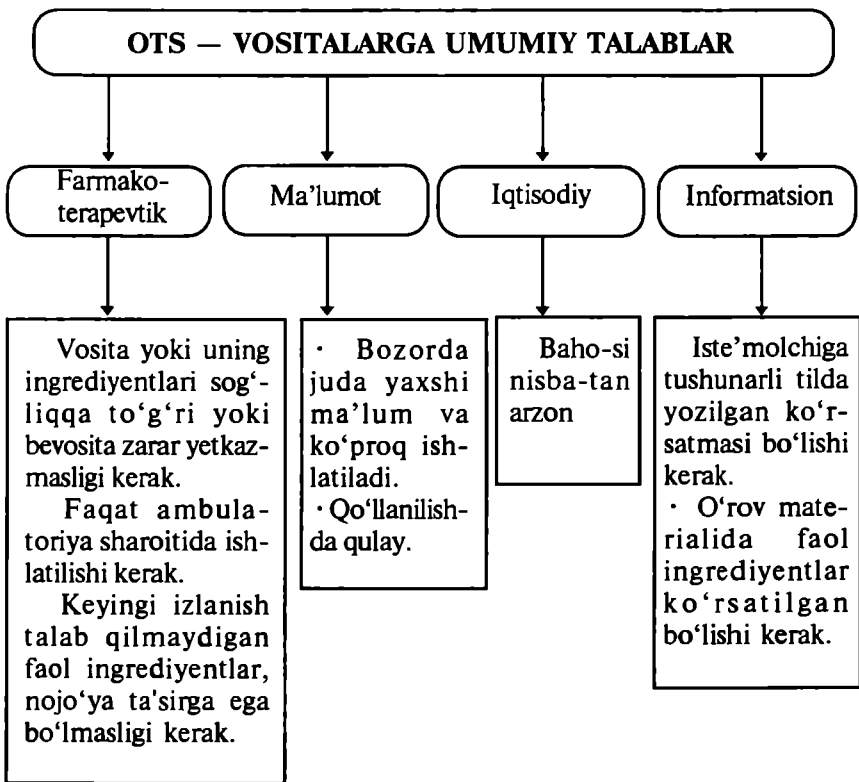 OTS — VOSITALARGA UMUMIY TALABLAR
Farmako-
terapevtik
Ma’lumot
Iqtisodiy
Informatsion
Vosita yoki uning
ingrediyentlari sog‘-
liqqa to‘g‘ri yoki
bevosita zarar yetkaz-
masligi kerak.
Faqat ambula-
toriya sharoitida ish-
latilishi kerak.
Keyingi izlanish
talab qilmaydigan
faol ingrediyentlar,
nojo‘ya ta'sirga ega
bo‘lmasligi kerak.
· Bozorda
juda yaxshi
ma’lum va
ko‘proq ish-
latiladi.
· Qo‘llanilish-
da qulay.
Baho-si
nisba-tan
arzon
Iste’molchiga
tushunarli tilda
yozilgan ko‘r-
satmasi bo‘lishi
kerak.
· O‘rov mate-
rialida faol
ingrediyentlar
ko‘rsatilgan
bo‘lishi kerak.